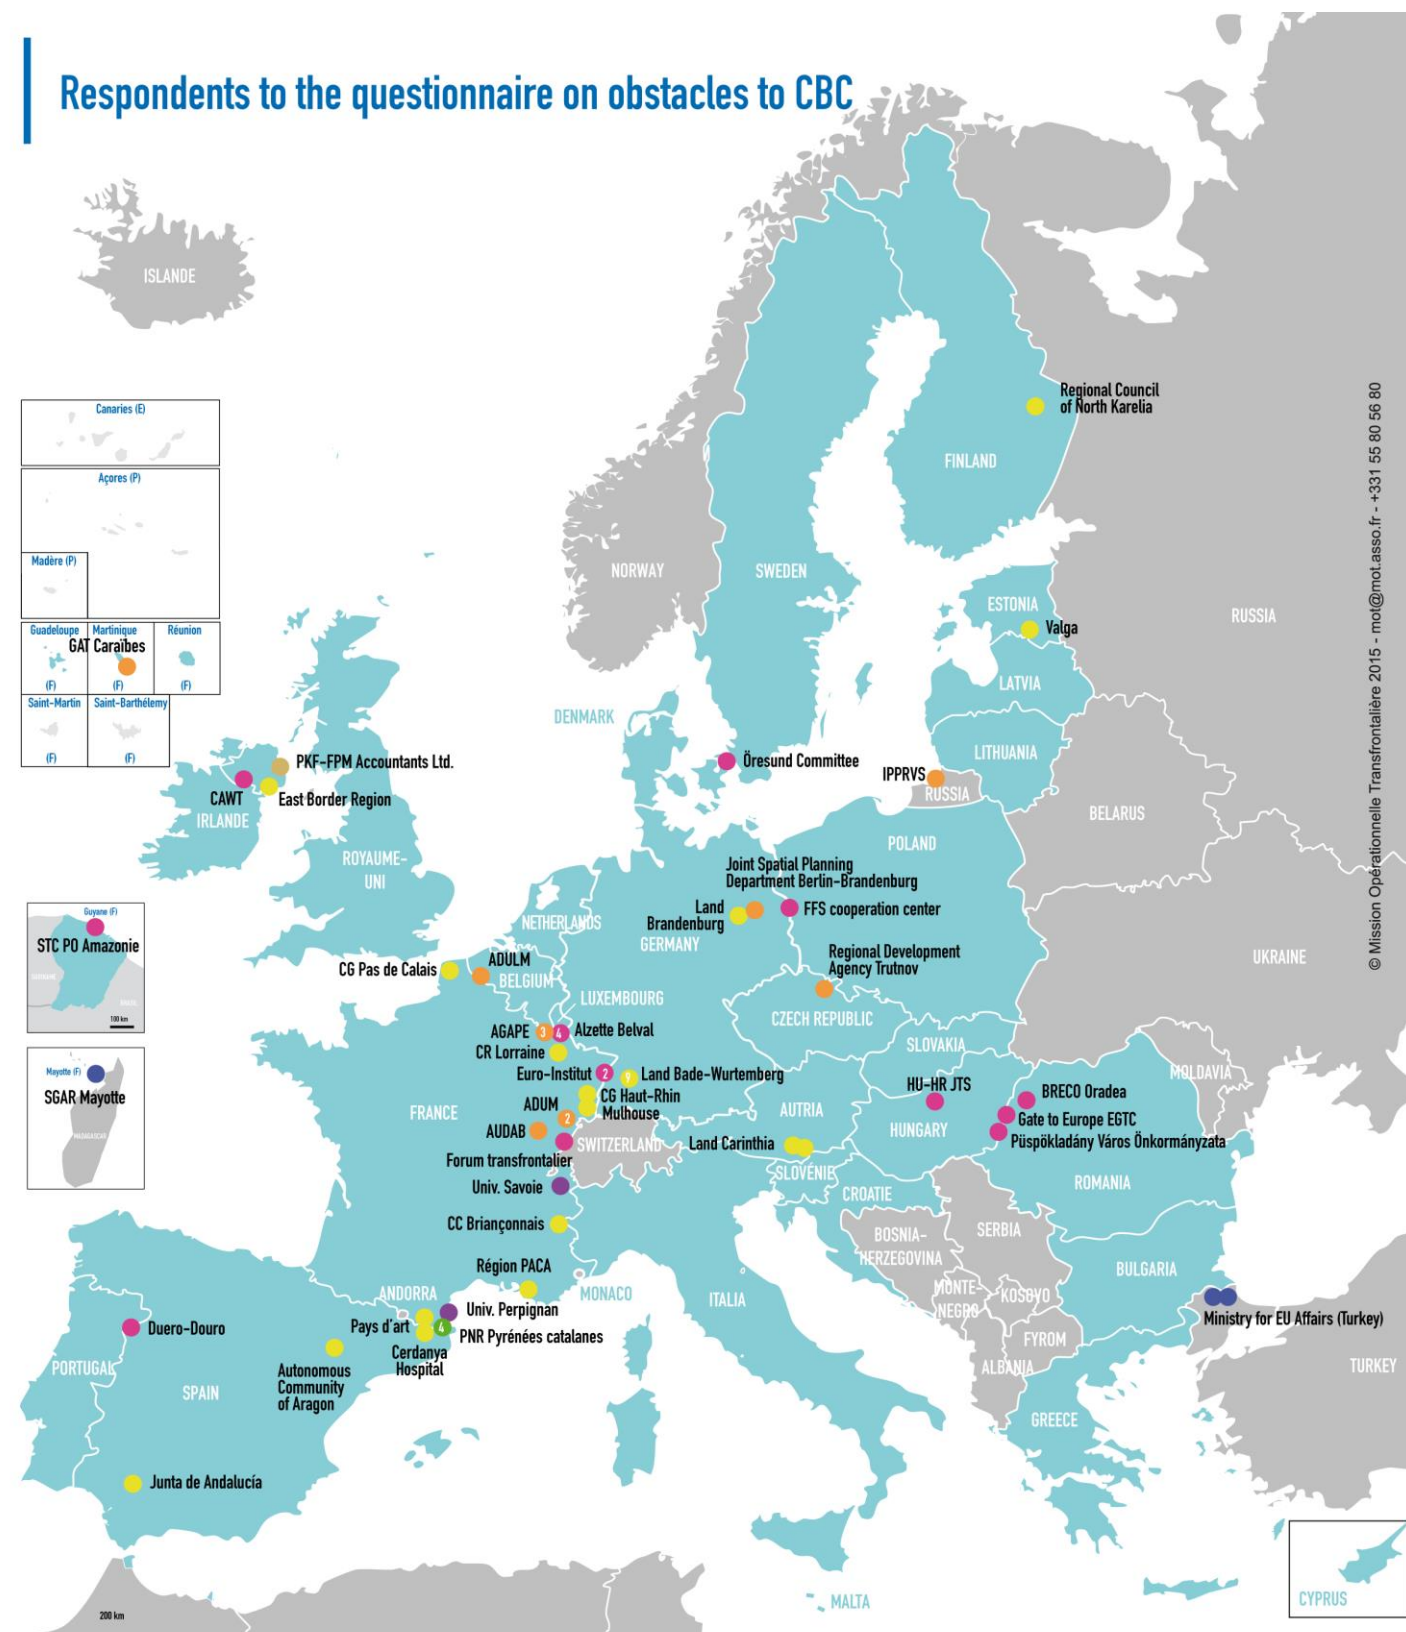 Respondents to the questionnaire on obstacles to CBC
ISLANDE
Canaries (E)
Açores (P)
Madère (P)
Guadeloupe
Martinique
Réunion
GAT Caraïbes
(F)
(F)
(F)
Saint-Martin
Saint-Barthélemy
(F)
(F)
Regional Council
of North Karelia
FINLAND
NORWAY
SWEDEN
ESTONIA
Valga
RUSSIA
LATVIA
DENMARK
LITHUANIA
Öresund Committee
IPPRVS
RUSSIA
BELARUS
PKF-FPM Accountants Ltd.
CAWT
East Border Region
IRLANDE
ROYAUME-
UNI
POLAND
Joint Spatial Planning
Department Berlin-Brandenburg
Land
Brandenburg
FFS cooperation center
NETHERLANDS
GERMANY
UKRAINE
Guyane (F)
STC PO Amazonie
BRAZIL
100 km
CG Pas de Calais
ADULM
BELGIUM
Regional Development
Agency Trutnov
LUXEMBOURG
CZECH REPUBLIC
AGAPE
3
4
Alzette Belval
CR Lorraine
SLOVAKIA
Mayotte (F)
SGAR Mayotte
MADAGASCAR
Euro-Institut
2
9
Land Bade-Wurtemberg
MOLDAVIA
HU-HR JTS
BRECO Oradea
CG Haut-Rhin
Mulhouse
FRANCE
ADUM
2
AUTRIA
Gate to Europe EGTC
HUNGARY
Püspökladány Város Önkormányzata
AUDAB
SWITZERLAND
Land Carinthia
Forum transfrontalier
SLOVÉNIE
Univ. Savoie
CROATIE
ROMANIA
CC Briançonnais
BOSNIA-
HERZEGOVINA
SERBIA
Région PACA
BULGARIA
ANDORRA
MONACO
ITALIA
MONTE-
NEGRO
KOSOVO
Univ. Perpignan
Ministry for EU Affairs (Turkey)
Duero-Douro
Pays d'art
4
PNR Pyrénées catalanes
FYROM
Cerdanya
Hospital
PORTUGAL
Autonomous
Community
of Aragon
ALBANIA
TURKEY
SPAIN
GREECE
Junta de Andalucía
MALTA
CYPRUS
200 km
© Mission Opérationnelle Transfrontalière 2015 - mot@mot.asso.fr - +331 55 80 56 80